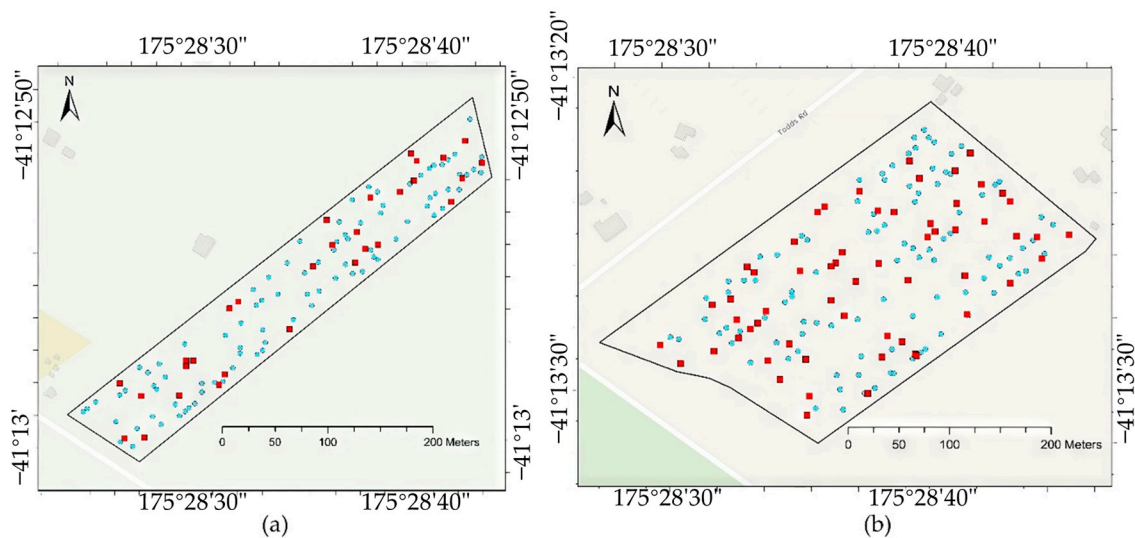 175°28'30" 175°28'40"
N
−41°12'50" −41°12'50"
−41°13' −41°13'
0 50 100 200 Meters
175°28'30" 175°28'40"
(a)
175°28'30" 175°28'40"
−41°13'20"
N
Todds Rd
−41°13'30" −41°13'30"
0 50 100 200 Meters
175°28'30" 175°28'40"
(b)